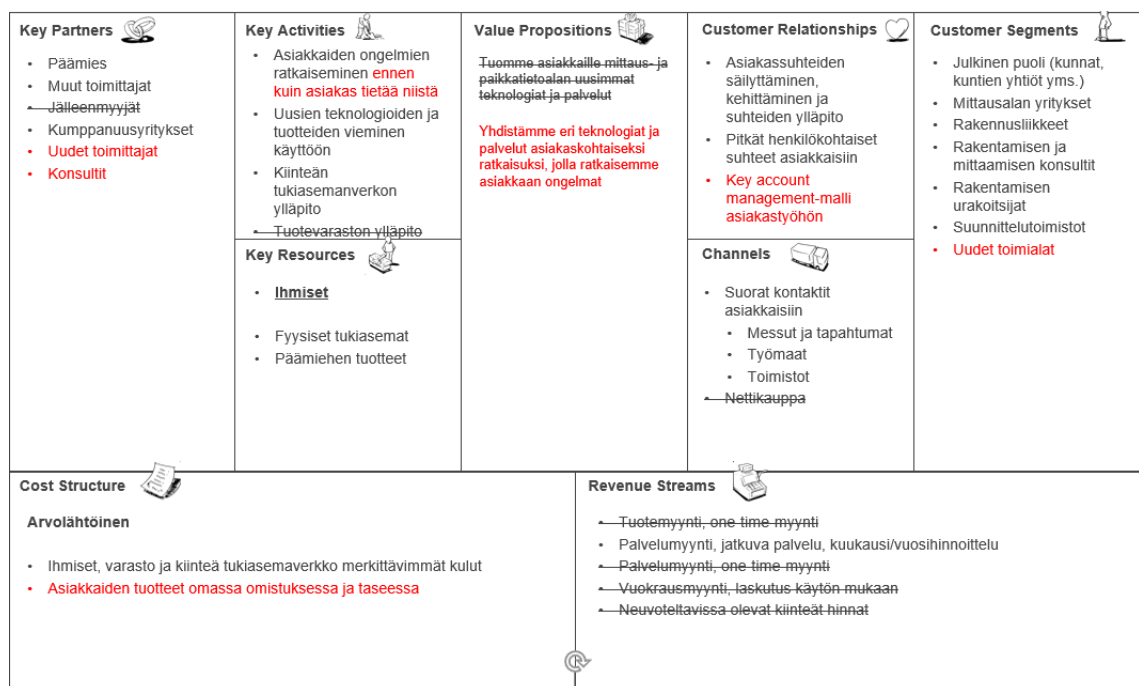 Key Partners
• Päämies
• Muut toimittajat
• Jälleenmyyjät
• Kumppanuusyritykset
• Uudet toimittajat
• Konsultit
Key Activities
• Asiakkaiden ongelmien
ratkaiseminen ennen
kuin asiakas tietää niistä
• Uusien teknologioiden ja
tuotteiden vieminen
käyttöön
• Kiinteän
tukiasemanverkon
ylläpito
• Tuotevaraston ylläpito
Key Resources
• Ihmiset
• Fyysiset tukiasemat
• Päämiehen tuotteet
Value Propositions
Tuomme asiakkaille mittaus- ja
paikkatietoalan uusimmat
teknologiat ja palvelut
Yhdistämme eri teknologiat ja
palvelut asiakaskohtaiseksi
ratkaisuksi, jolla ratkaisemme
asiakkaan ongelmat
Customer Relationships
• Asiakassuhteiden
säilyttäminen,
kehittäminen ja
suhteiden ylläpito
• Pitkät henkilökohtaiset
suhteet asiakkaisiin
• Key account
management-malli
asiakastyöhön
Channels
• Suorat kontaktit
asiakkaisiin
• Messut ja tapahtumat
• Työmaat
• Toimistot
• Nettikauppa
Customer Segments
• Julkinen puoli (kunnat,
kuntien yhtiöt yms.)
• Mittausalan yritykset
• Rakennusliikkeet
• Rakentamisen ja
mittaamisen konsultit
• Rakentamisen
urakoitsijat
• Suunnittelutoimistot
• Uudet toimialat
Cost Structure
Arvolähtöinen
• Ihmiset, varasto ja kiinteä tukiasemaverkko merkittävimmät kulut
• Asiakkaiden tuotteet omassa omistuksessa ja taseessa
Revenue Streams
• Tuotemyynti, one time myynti
• Palvelumyynti, jatkuva palvelu, kuukausi/vuosihinnoittelu
• Palvelumyynti, one time myynti
• Vuokrausmyynti, laskutus käytön mukaan
• Neuvoteltavissa olevat kiinteät hinnat